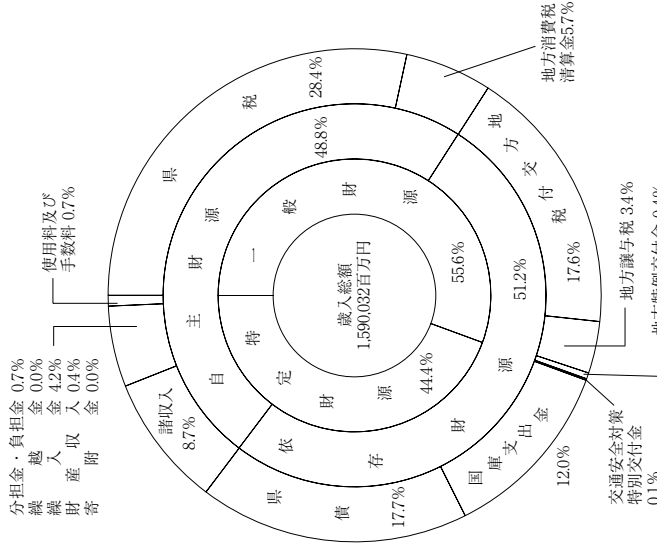 分担金・負担金 0.7%
繰越金 0.0%
繰入金 4.2%
財産収入 0.4%
寄附金 0.0%
使用料及び
手数料 0.7%
諸収入
8.7%
県税
28.4%
地方消費税
清算金5.7%
地方交付税
17.6%
地方譲与税 3.4%
交通安全対策
特別交付金
0.1%
国庫支出金
12.0%
県債
17.7%
自主財源
48.8%
依存財源
51.2%
一般財源
55.6%
特定財源
44.4%
歳入総額
1,590,032百万円